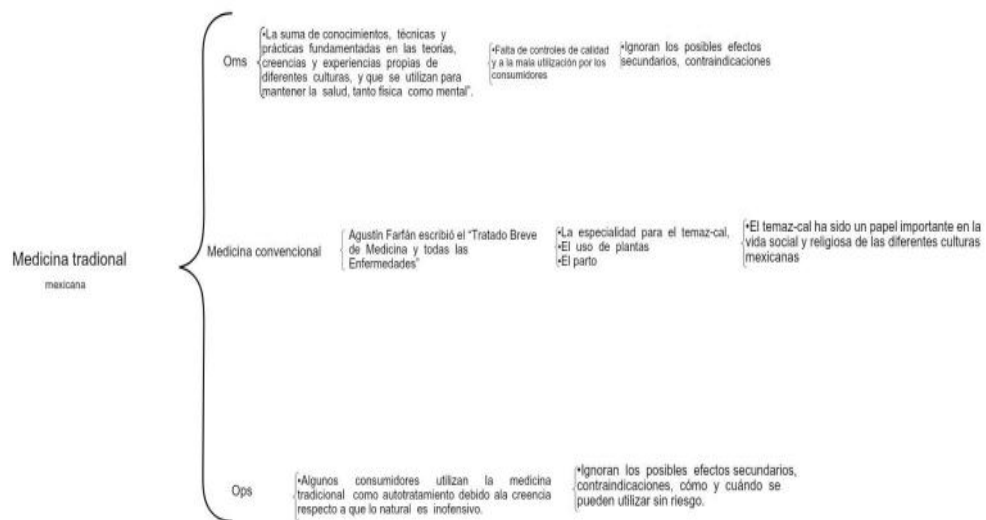 Oms
•La suma de conocimientos, técnicas y
prácticas fundamentadas en las teorías,
creencias y experiencias propias de
diferentes culturas, y que se utilizan para
mantener la salud, tanto física como mental".
•Falta de controles de calidad
y a la mala utilización por los
consumidores
•Ignoran los posibles efectos
secundarios, contraindicaciones
Medicina tradional
mexicana
Medicina convencional
Agustín Farfán escribió el "Tratado Breve
de Medicina y todas las
Enfermedades"
•La especialidad para el temaz-cal,
•El uso de plantas
•El parto
•El temaz-cal ha sido un papel importante en la
vida social y religiosa de las diferentes culturas
mexicanas
Ops
•Algunos consumidores utilizan la medicina
tradicional como autotratamiento debido ala creencia
respecto a que lo natural es inofensivo.
•Ignoran los posibles efectos secundarios,
contraindicaciones, cómo y cuándo se
pueden utilizar sin riesgo.